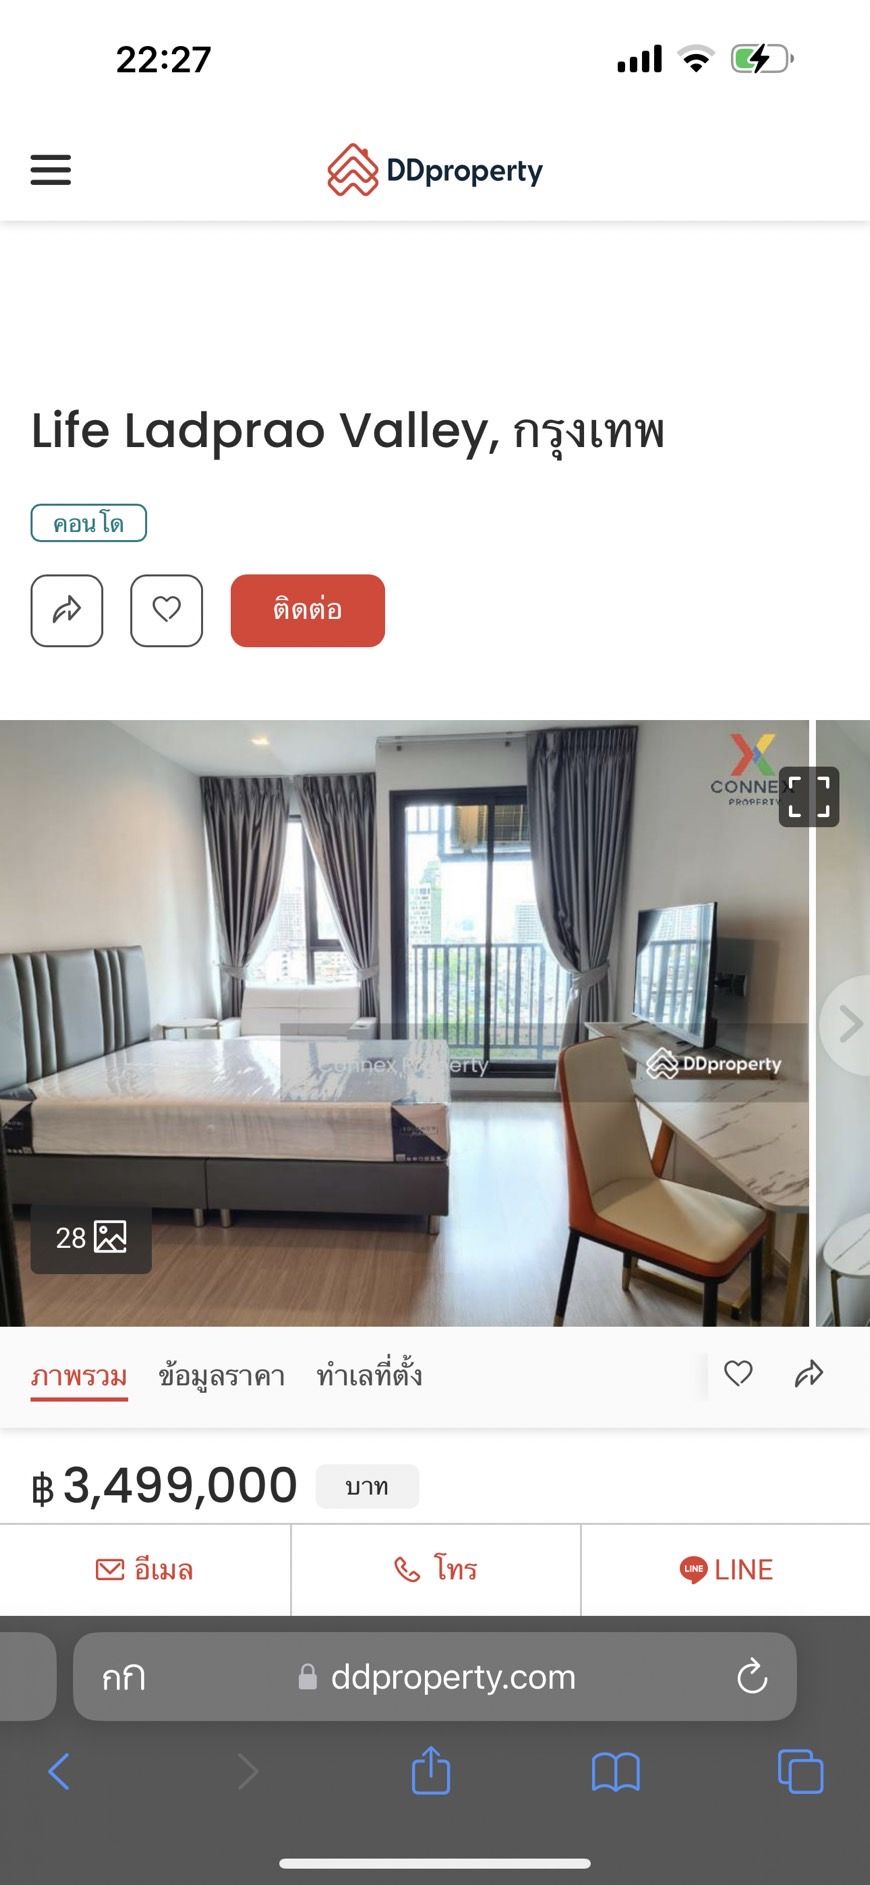 22:27
DDproperty
Life Ladprao Valley, กรุงเทพ
คอนโด
ติดต่อ
CONNEX
PROPERTY
Connex Property
DDproperty
28
ภาพรวม ข้อมูลราคา ทำเลที่ตั้ง
฿ 3,499,000 บาท
อีเมล โทร LINE LINE
กก ddproperty.com